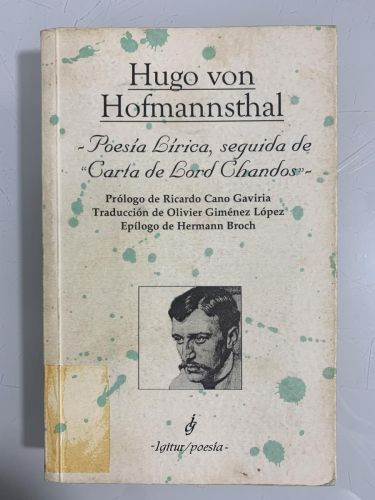 Hugo von
Hofmannsthal
-Poesía Lírica, seguida de
"Carta de Lord Chandos"-
Prólogo de Ricardo Cano Gaviria
Traducción de Olivier Giménez López
Epílogo de Hermann Broch
ig
-Igitur/poesía-